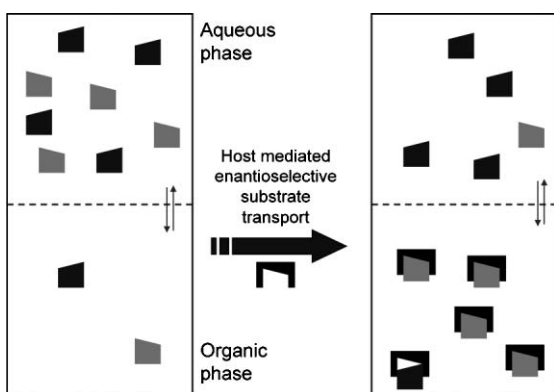 Aqueous
phase
Host mediated
enantioselective
substrate
transport
Organic
phase